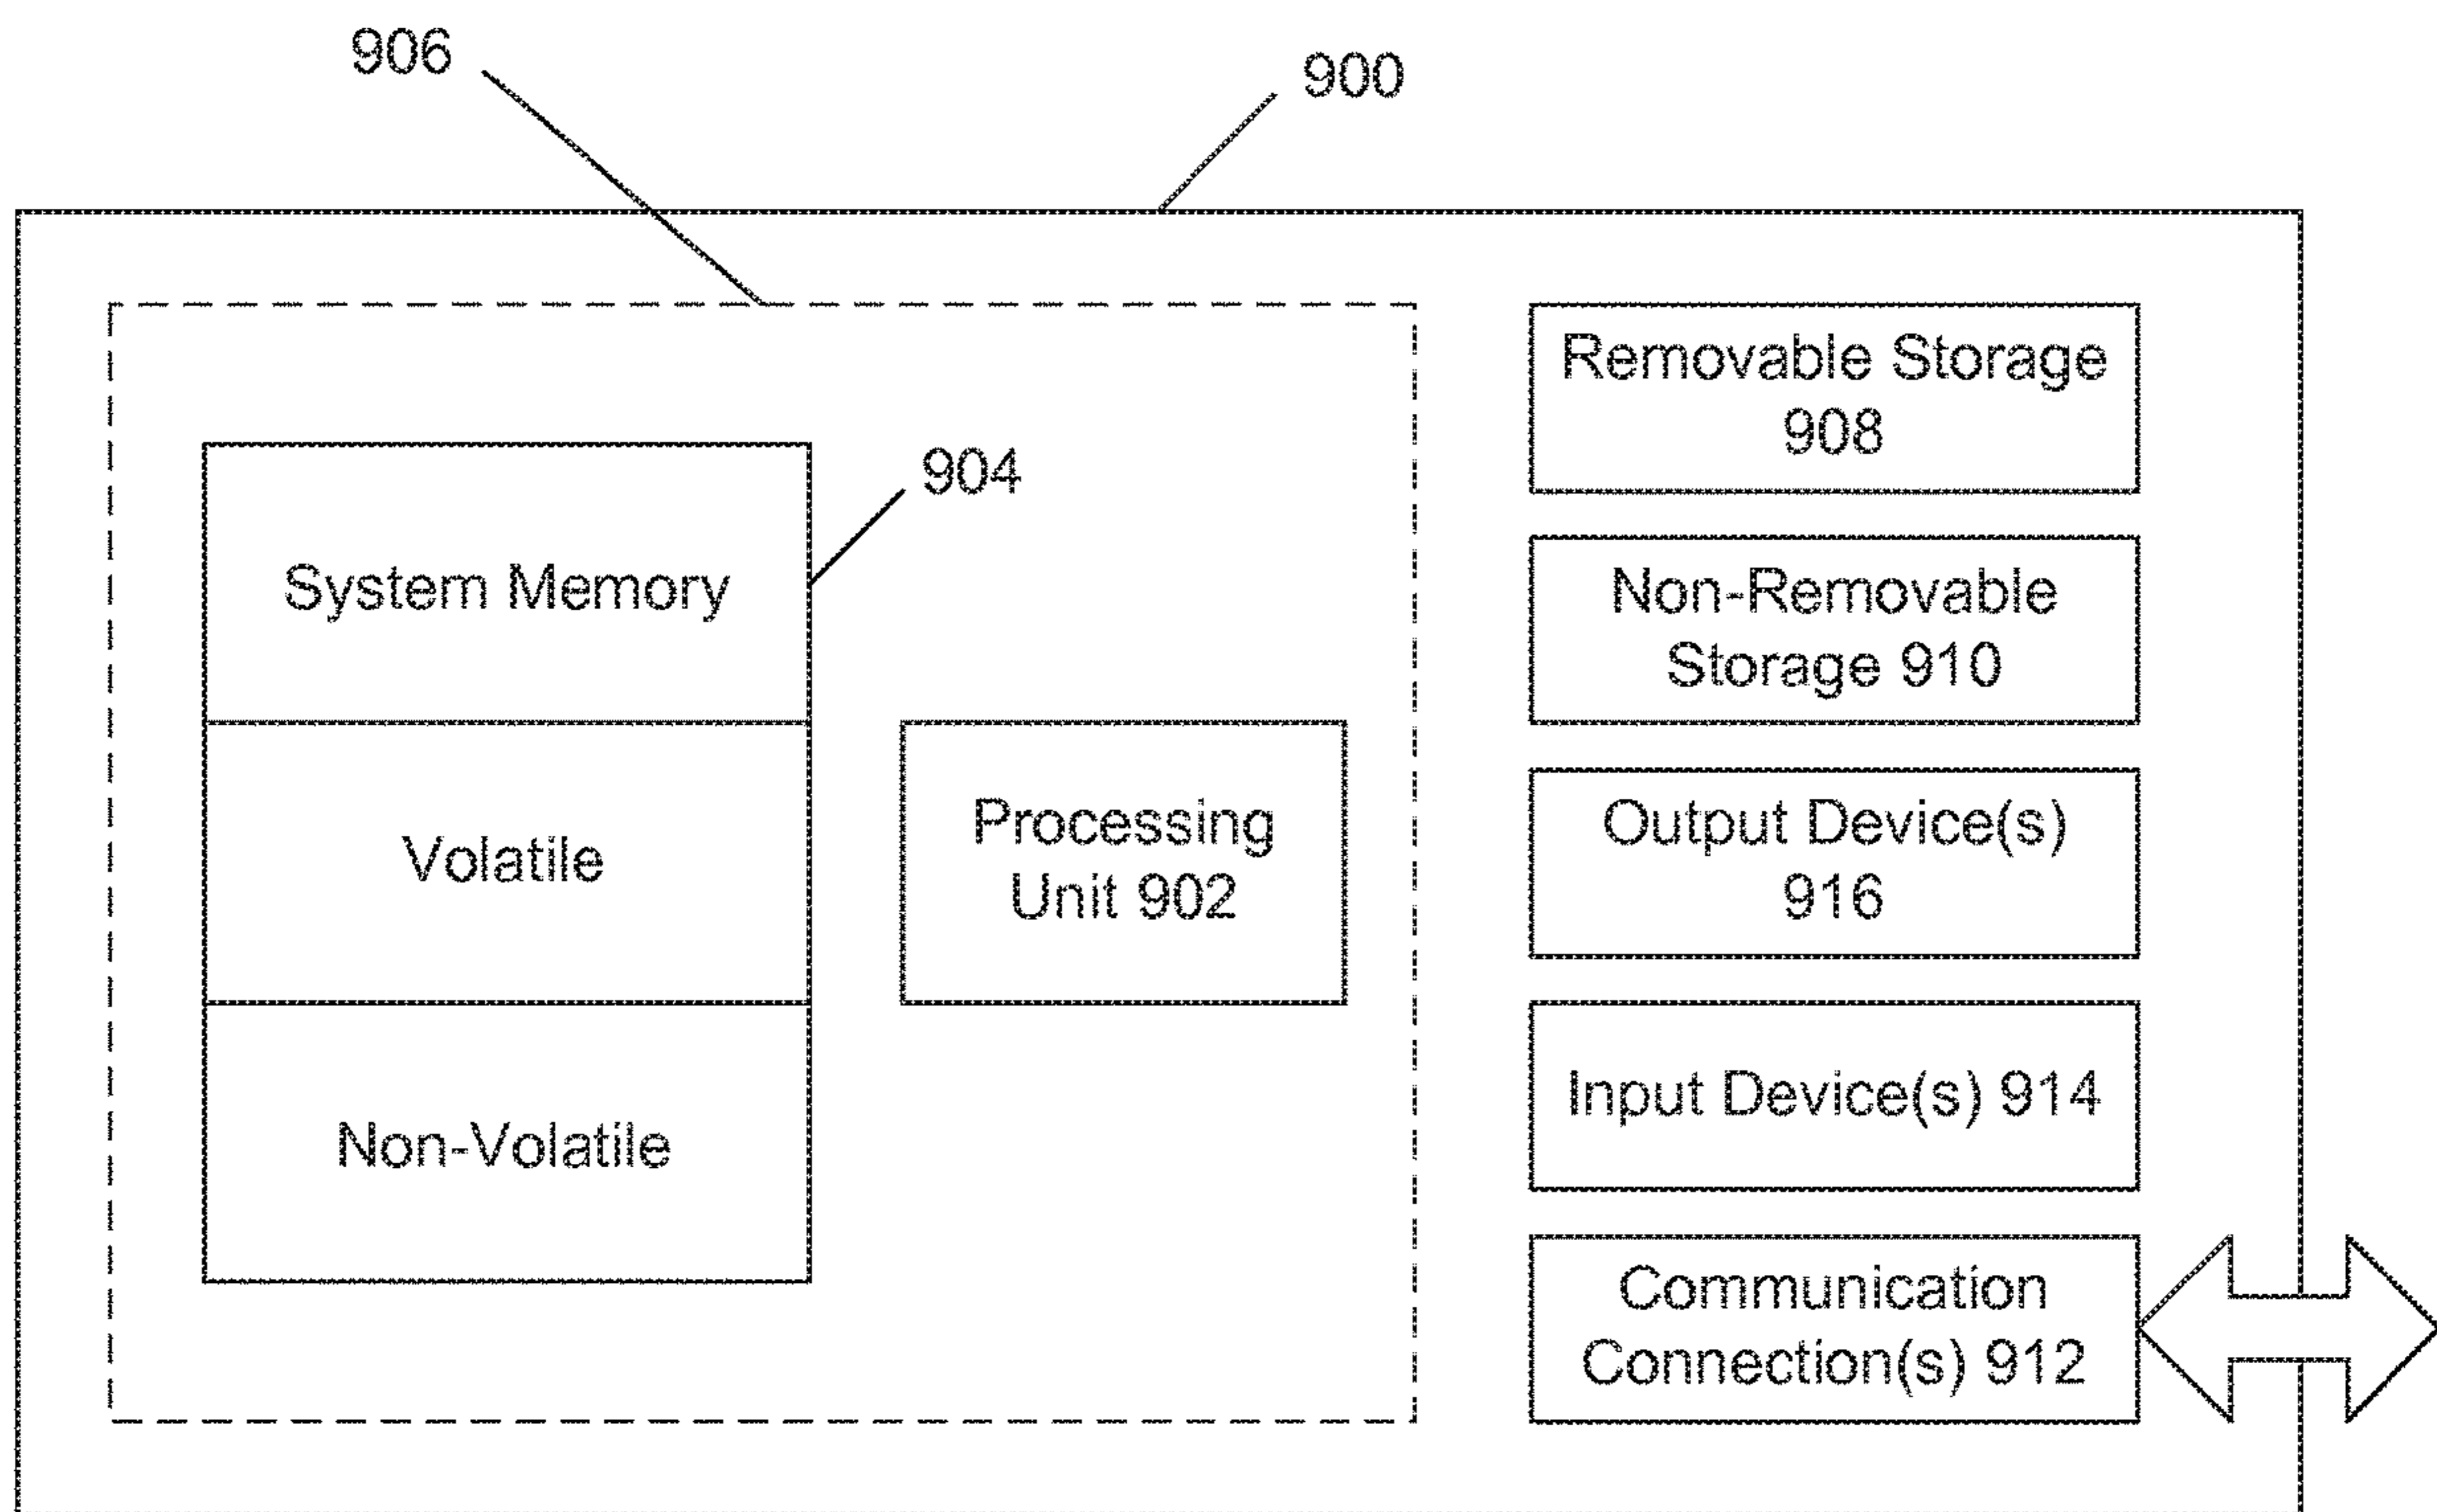 906
900
Removable Storage
908
904
System Memory
Non-Removable
Storage 910
Volatile
Processing
Unit 902
Output Device(s)
916
Non-Volatile
Input Device(s) 914
Communication
Connection(s) 912